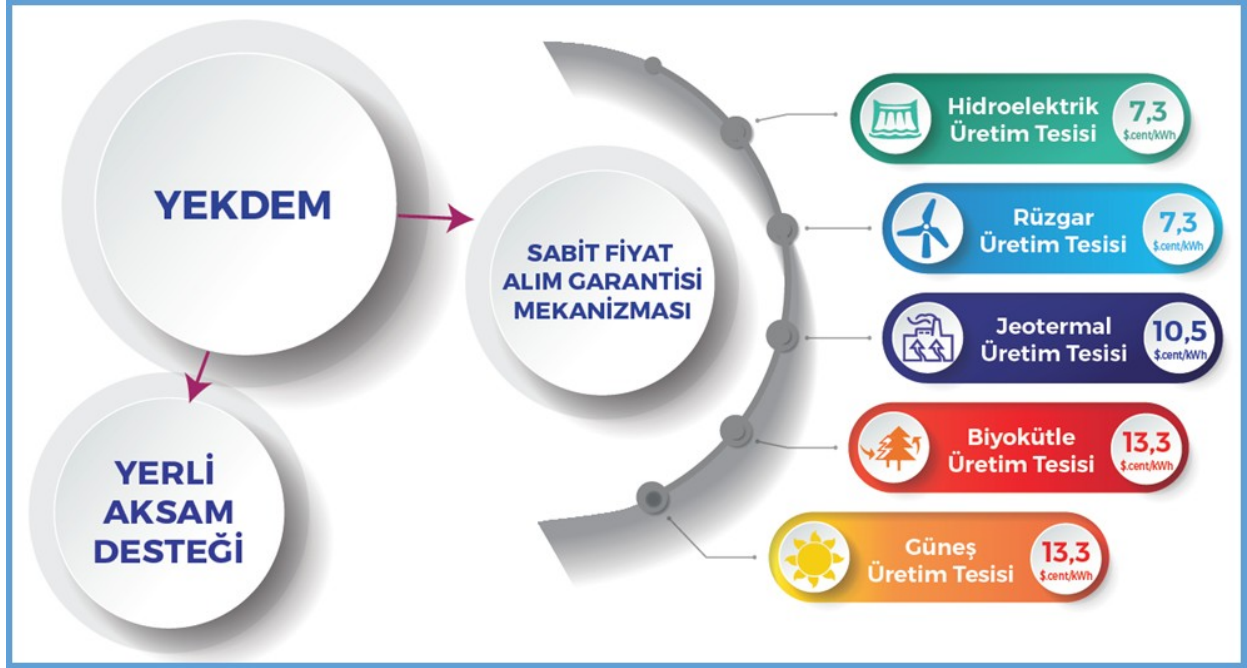 YEKDEM
YERLİ
AKSAM
DESTEĞİ
SABİT FİYAT
ALIM GARANTİSİ
MEKANİZMASI
Hidroelektrik
Üretim Tesisi
7,3
$.cent/kWh
Rüzgar
Üretim Tesisi
7,3
$.cent/kWh
Jeotermal
Üretim Tesisi
10,5
$.cent/kWh
Biyokütle
Üretim Tesisi
13,3
$.cent/kWh
Güneş
Üretim Tesisi
13,3
$.cent/kWh